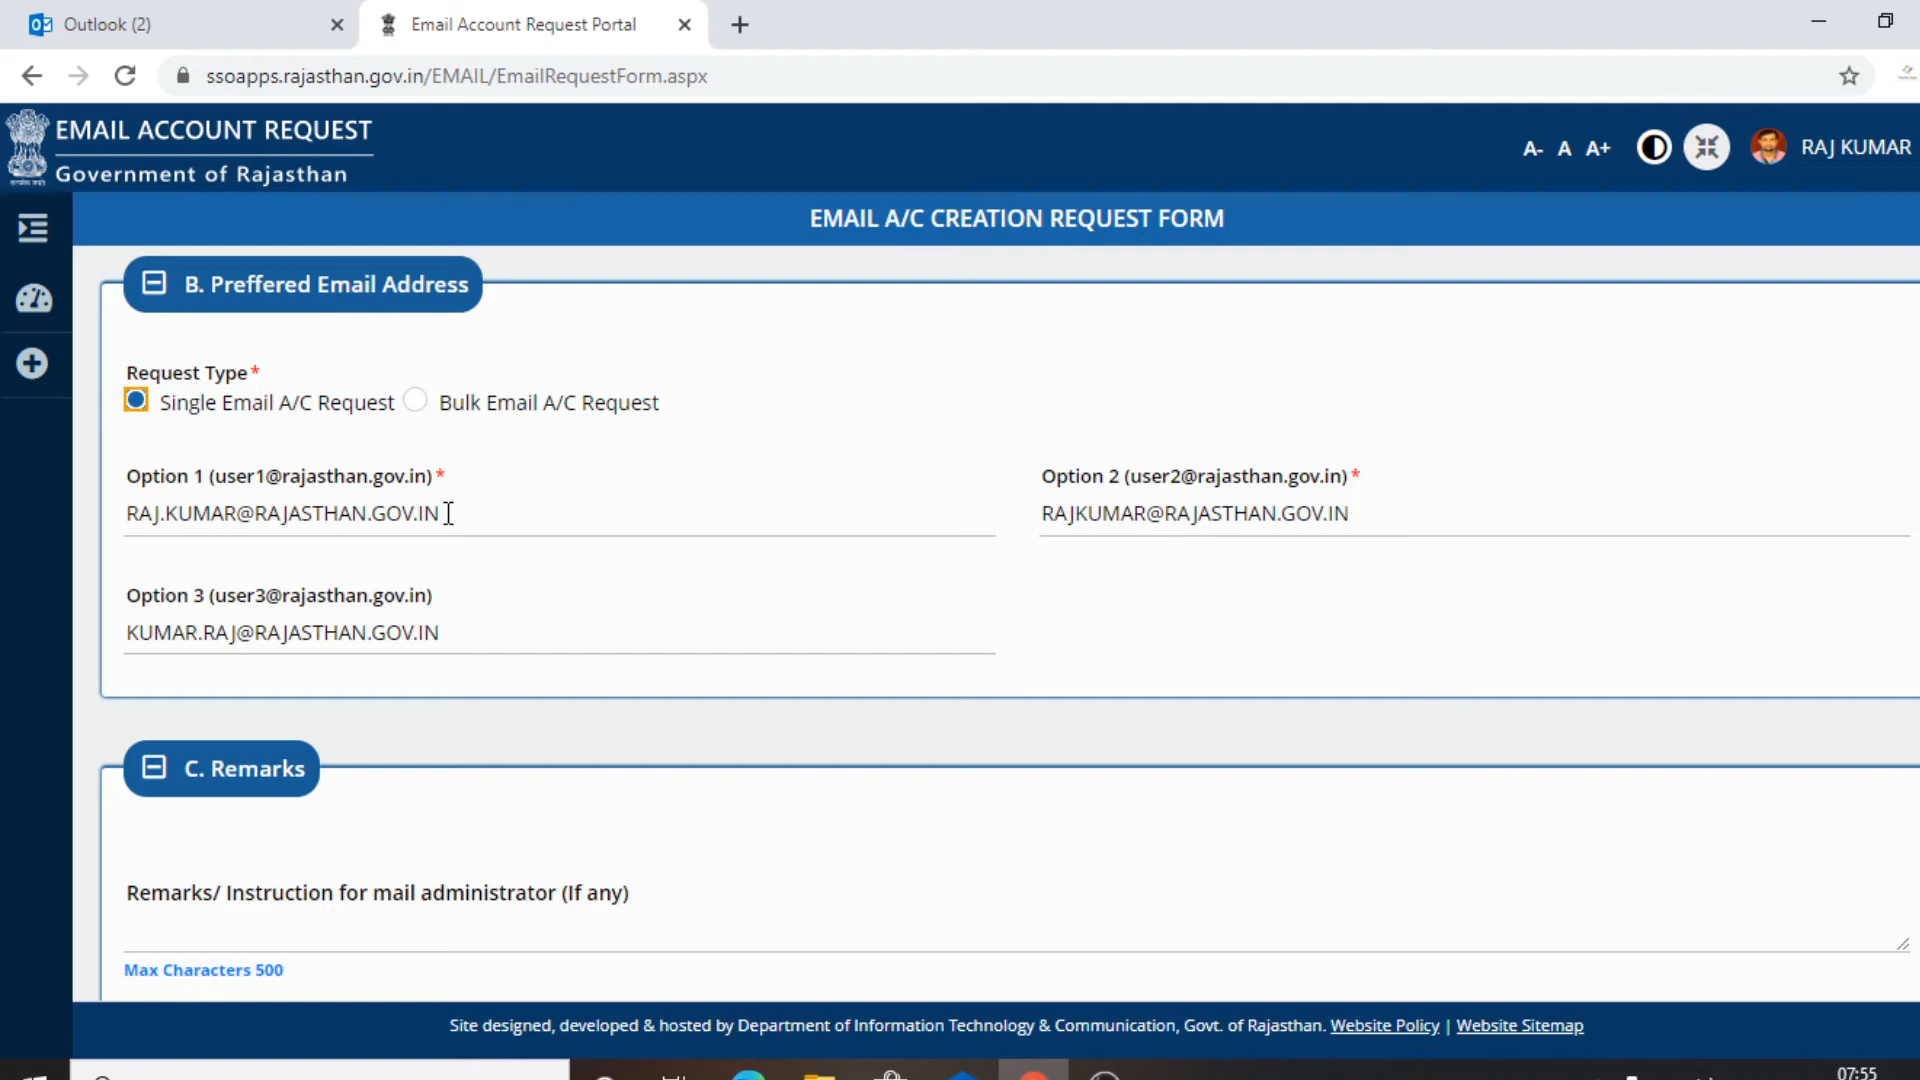 Outlook (2)
Email Account Request Portal
ssoapps.rajasthan.gov.in/EMAIL/EmailRequestForm.aspx
EMAIL ACCOUNT REQUEST
Government of Rajasthan
A- A A+
RAJ KUMAR
EMAIL A/C CREATION REQUEST FORM
B. Preffered Email Address
Request Type*
Single Email A/C Request
Bulk Email A/C Request
Option 1 (user1@rajasthan.gov.in)*
RAJ.KUMAR@RAJASTHAN.GOV.IN
Option 2 (user2@rajasthan.gov.in)*
RAJKUMAR@RAJASTHAN.GOV.IN
Option 3 (user3@rajasthan.gov.in)
KUMAR.RAJ@RAJASTHAN.GOV.IN
C. Remarks
Remarks/ Instruction for mail administrator (If any)
Max Characters 500
Site designed, developed & hosted by Department of Information Technology & Communication, Govt. of Rajasthan. Website Policy | Website Sitemap
07:55